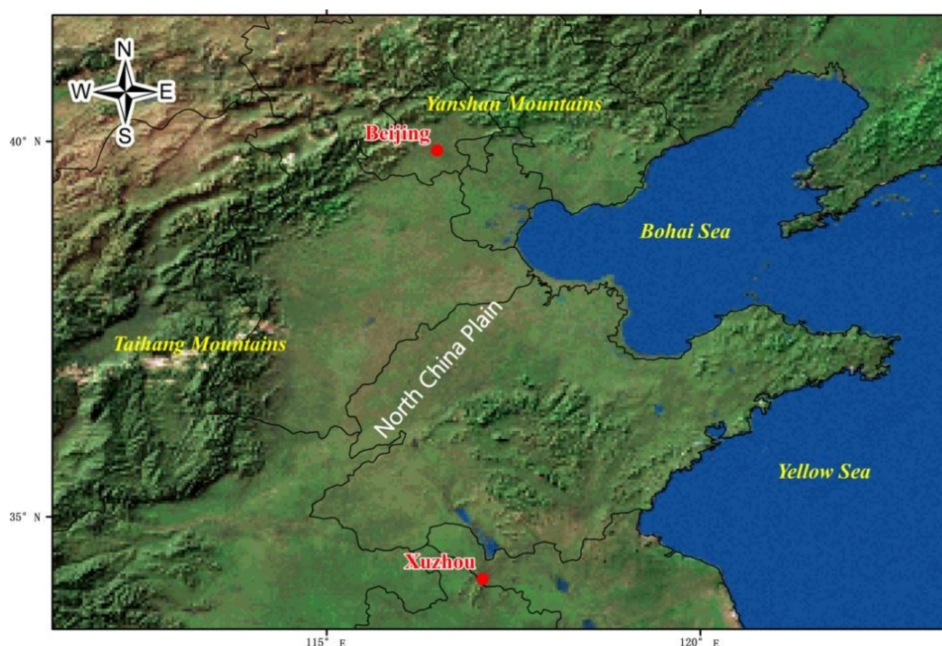 N
W E
S
Yanshan Mountains
Beijing
40° N
Bohai Sea
North China Plain
Taihang Mountains
Yellow Sea
35° N
Xuzhou
115° E
120° E